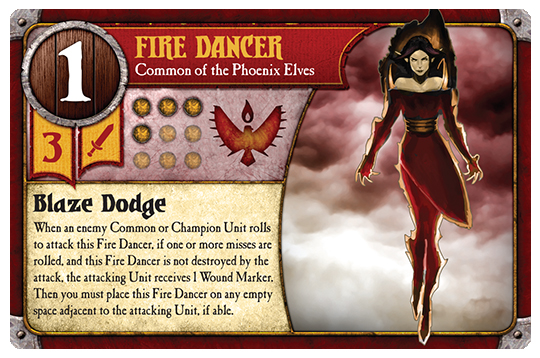 1
FIRE DANCER
Common of the Phoenix Elves
3
Blaze Dodge
When an enemy Common or Champion Unit rolls
to attack this Fire Dancer, if one or more misses are
rolled, and this Fire Dancer is not destroyed by the
attack, the attacking Unit receives 1 Wound Marker.
Then you must place this Fire Dancer on any empty
space adjacent to the attacking Unit, if able.